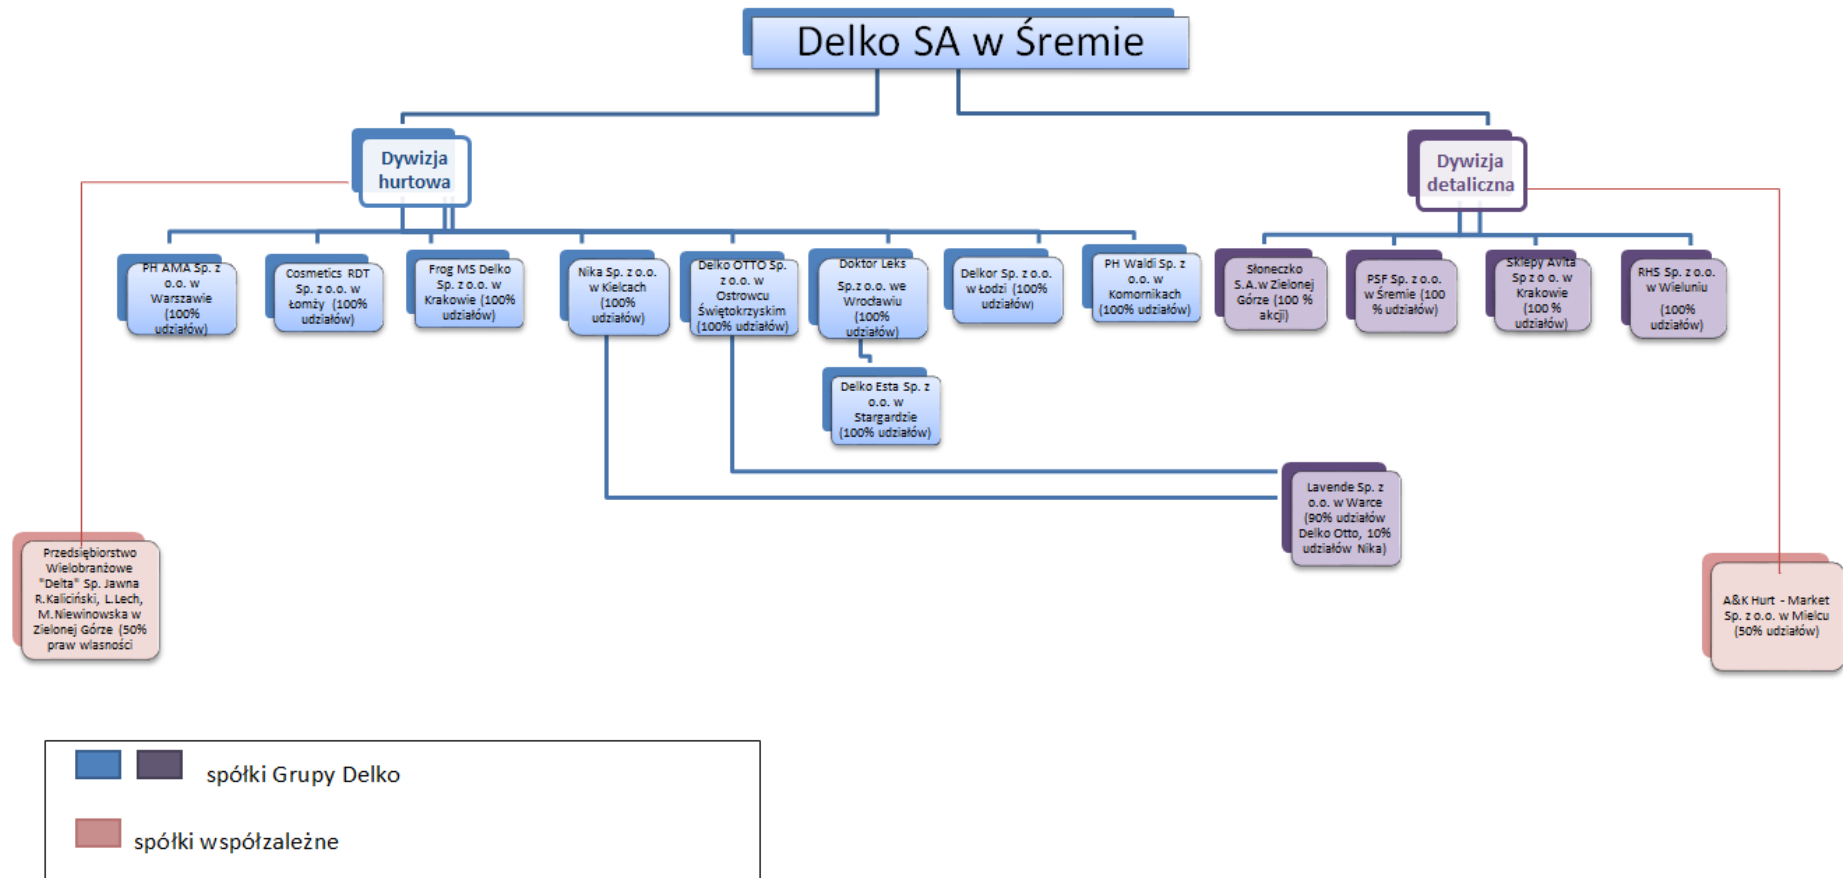 Delko SA w Śremie
Dywizja
hurtowa
Dywizja
detaliczna
PH AMA Sp. z
o.o. w
Warszawie
(100%
udziałów)
Cosmetics RDT
Sp. z o.o. w
Łomży (100%
udziałów)
Frog MS Delko
Sp. z o.o. w
Krakowie (100%
udziałów)
Nika Sp. z o.o.
w Kielcach
(100%
udziałów)
Delko OTTO Sp.
z o.o. w
Ostrowcu
Świętokrzyskim
(100% udziałów)
Doktor Leks
Sp.z o.o. we
Wrocławiu
(100%
udziałów)
Delkor Sp. z o.o.
w Łodzi (100%
udziałów)
PH Waldi Sp. z
o.o. w
Komornikach
(100% udziałów)
Słoneczko
S.A.w Zielonej
Górze (100 %
akcji)
PSF Sp. z o.o.
w Śremie (100
% udziałów)
Sklepy Avita
Sp z o o. w
Krakowie
(100 %
udziałów)
RHS Sp. z o.o.
w Wieluniu
(100%
udziałów)
Delko Esta Sp. z
o.o. w
Stargardzie
(100% udziałów)
Lavende Sp. z
o.o. w Warce
(90% udziałów
Delko Otto, 10%
udziałów Nika)
Przedsiębiorstwo
Wielobranżowe
"Delta" Sp. Jawna
R.Kaliciński, L.Lech,
M.Niewinowska w
Zielonej Górze (50%
praw własności
A&K Hurt - Market
Sp. z o.o. w Mielcu
(50% udziałów)
spółki Grupy Delko
spółki współzależne